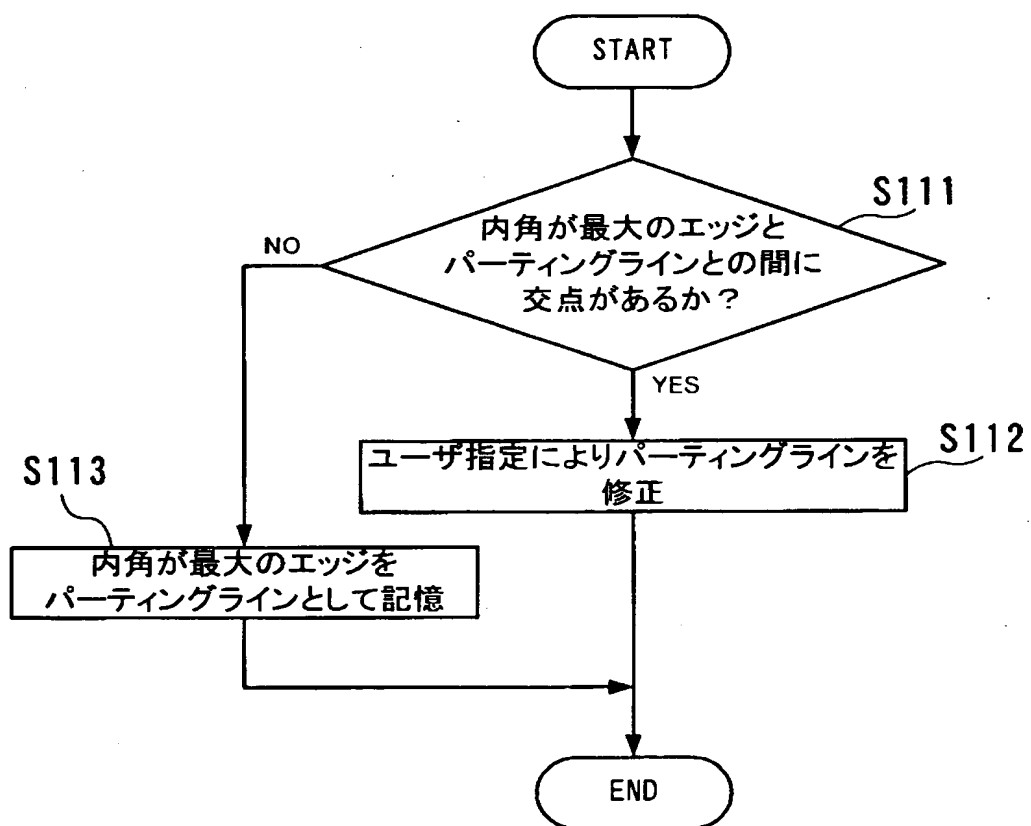 START
S111
内角が最大のエッジと
パーティングラインとの間に
交点があるか？
NO
YES
S112
ユーザ指定によりパーティングラインを
修正
S113
内角が最大のエッジを
パーティングラインとして記憶
END